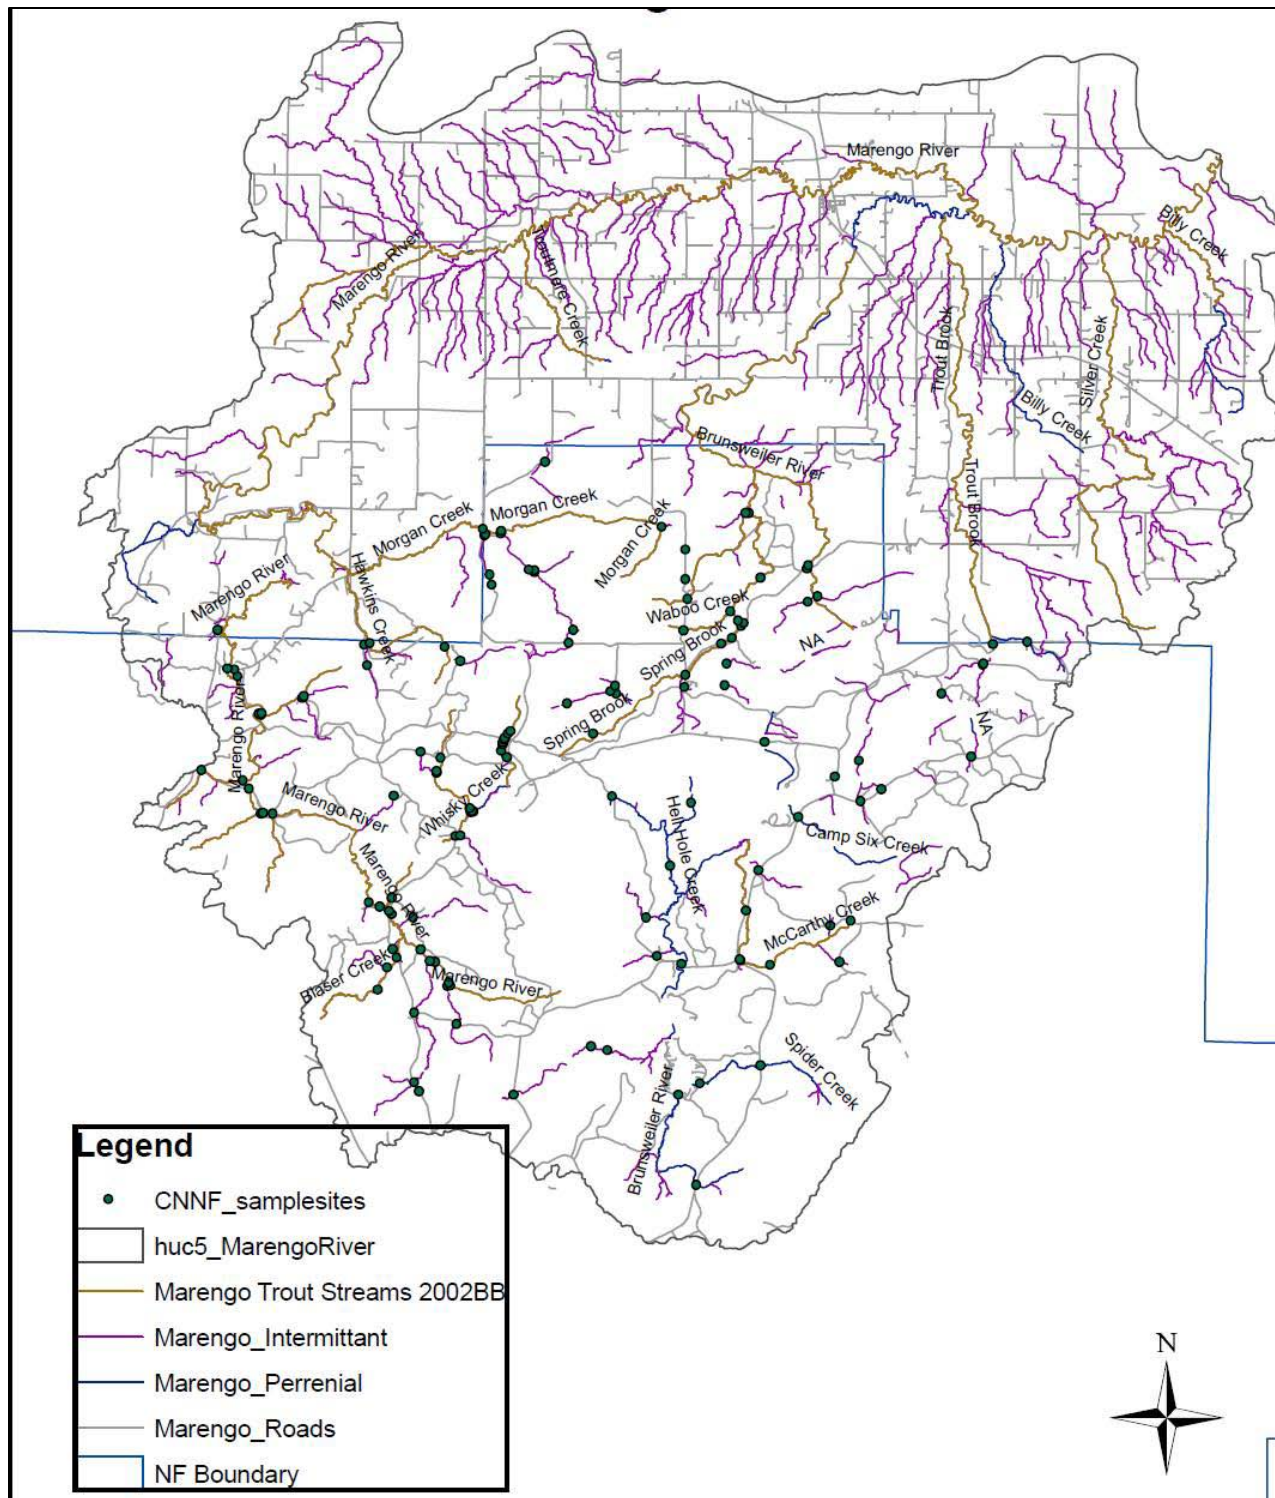 Marengo River
Billy Creek
Marengo River
Troutmere Creek
Trout Brook
Silver Creek
Billy Creek
Brunsweiler River
Trout Brook
Morgan Creek
Morgan Creek
Morgan Creek
Hawkins Creek
Marengo River
Waboo Creek
Spring Brook
NA
Marengo River
Spring Brook
NA
Marengo River
Whisky Creek
Hell Hole Creek
Camp Six Creek
Marengo River
McCarthy Creek
Blaser Creek
Marengo River
Spider Creek
Brunsweiler River
Legend
CNNF_samplesites
huc5_MarengoRiver
Marengo Trout Streams 2002BB
Marengo_Intermittant
Marengo_Perrenial
Marengo_Roads
NF Boundary
N